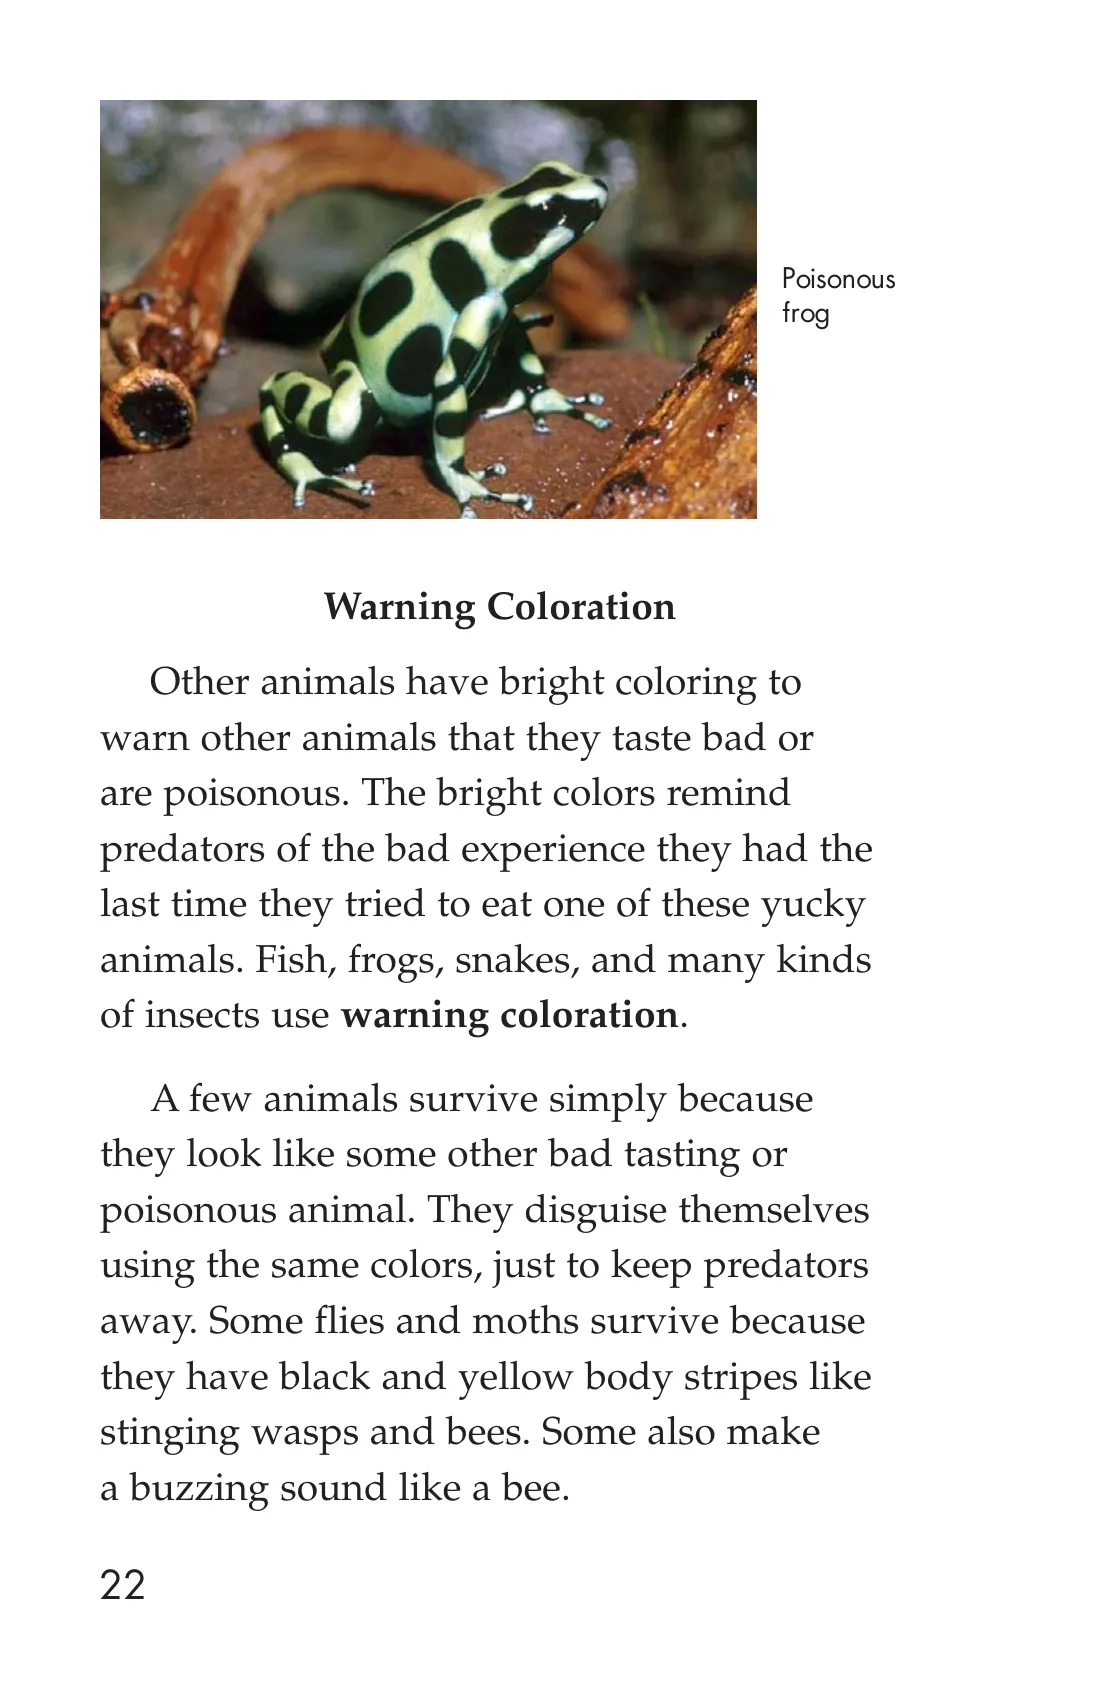 Poisonous
frog
Warning Coloration
Other animals have bright coloring to
warn other animals that they taste bad or
are poisonous. The bright colors remind
predators of the bad experience they had the
last time they tried to eat one of these yucky
animals. Fish, frogs, snakes, and many kinds
of insects use warning coloration.
A few animals survive simply because
they look like some other bad tasting or
poisonous animal. They disguise themselves
using the same colors, just to keep predators
away. Some flies and moths survive because
they have black and yellow body stripes like
stinging wasps and bees. Some also make
a buzzing sound like a bee.
22